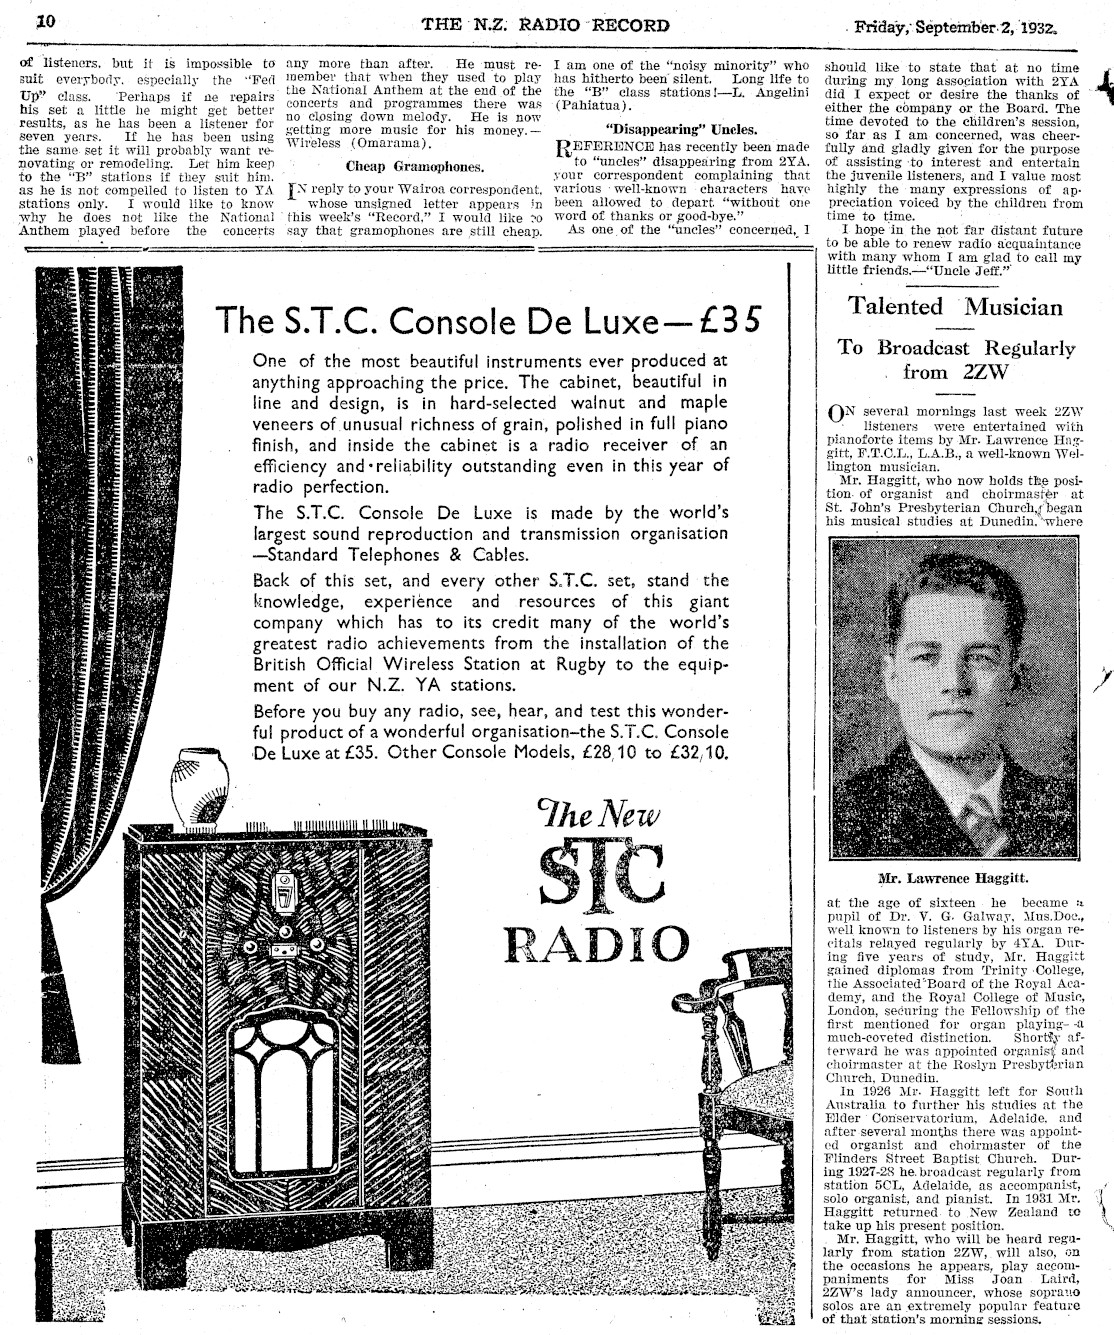 10
THE N.Z. RADIO RECORD
Friday, September 2, 1932.
of listeners, but it is impossible to
suit everybody, especially the "Fed
Up" class. Perhaps if he repairs
his set a little he might get better
results, as he has been a listener for
seven years. If he has been using
the same set it will probably want re-
novating or remodeling. Let him keep
to the "B" stations if they suit him,
as he is not compelled to listen to YA
stations only. I would like to know
why he does not like the National
Anthem played before the concerts
any more than after. He must re-
member that when they used to play
the National Anthem at the end of the
concerts and programmes there was
no closing down melody. He is now
getting more music for his money.—
Wireless (Omarama).
Cheap Gramophones.
IN reply to your Wairoa correspondent,
whose unsigned letter appears in
this week's "Record," I would like to
say that gramophones are still cheap.
I am one of the "noisy minority" who
has hitherto been silent. Long life to
the "B" class stations!—L. Angelini
(Pahiatua).
"Disappearing" Uncles.
REFERENCE has recently been made
to "uncles" disappearing from 2YA,
your correspondent complaining that
various well-known characters have
been allowed to depart "without one
word of thanks or good-bye."
As one of the "uncles" concerned, I
should like to state that at no time
during my long association with 2YA
did I expect or desire the thanks of
either the company or the Board. The
time devoted to the children's session,
so far as I am concerned, was cheer-
fully and gladly given for the purpose
of assisting to interest and entertain
the juvenile listeners, and I value most
highly the many expressions of ap-
preciation voiced by the children from
time to time.
I hope in the not far distant future
to be able to renew radio acquaintance
with many whom I am glad to call my
little friends.—"Uncle Jeff."
The S.T.C. Console De Luxe—£35
One of the most beautiful instruments ever produced at
anything approaching the price. The cabinet, beautiful in
line and design, is in hard-selected walnut and maple
veneers of unusual richness of grain, polished in full piano
finish, and inside the cabinet is a radio receiver of an
efficiency and reliability outstanding even in this year of
radio perfection.
The S.T.C. Console De Luxe is made by the world's
largest sound reproduction and transmission organisation
—Standard Telephones & Cables.
Back of this set, and every other S.T.C. set, stand the
knowledge, experience and resources of this giant
company which has to its credit many of the world's
greatest radio achievements from the installation of the
British Official Wireless Station at Rugby to the equip-
ment of our N.Z. YA stations.
Before you buy any radio, see, hear, and test this wonder-
ful product of a wonderful organisation—the S.T.C. Console
De Luxe at £35. Other Console Models, £28/10 to £32/10.
The New
STC
RADIO
Talented Musician
To Broadcast Regularly
from 2ZW
ON several mornings last week 2ZW
listeners were entertained with
pianoforte items by Mr. Lawrence Hag-
gitt, F.T.C.L., L.A.B., a well-known Wel-
lington musician.
Mr. Haggitt, who now holds the posi-
tion of organist and choirmaster at
St. John's Presbyterian Church, began
his musical studies at Dunedin, where
Mr. Lawrence Haggitt.
at the age of sixteen he became a
pupil of Dr. V. G. Galway, Mus.Doc.,
well known to listeners by his organ re-
citals relayed regularly by 4YA. Dur-
ing five years of study, Mr. Haggitt
gained diplomas from Trinity College,
the Associated Board of the Royal Aca-
demy, and the Royal College of Music,
London, securing the Fellowship of the
first mentioned for organ playing—a
much-coveted distinction. Shortly af-
terward he was appointed organist and
choirmaster at the Roslyn Presbyterian
Church, Dunedin.
In 1926 Mr. Haggitt left for South
Australia to further his studies at the
Elder Conservatorium, Adelaide, and
after several months there was appoint-
ed organist and choirmaster of the
Flinders Street Baptist Church. Dur-
ing 1927-28 he broadcast regularly from
station 5CL, Adelaide, as accompanist,
solo organist, and pianist. In 1931 Mr.
Haggitt returned to New Zealand to
take up his present position.
Mr. Haggitt, who will be heard regu-
larly from station 2ZW, will also, on
the occasions he appears, play accom-
paniments for Miss Joan Laird,
2ZW's lady announcer, whose soprano
solos are an extremely popular feature
of that station's morning sessions.